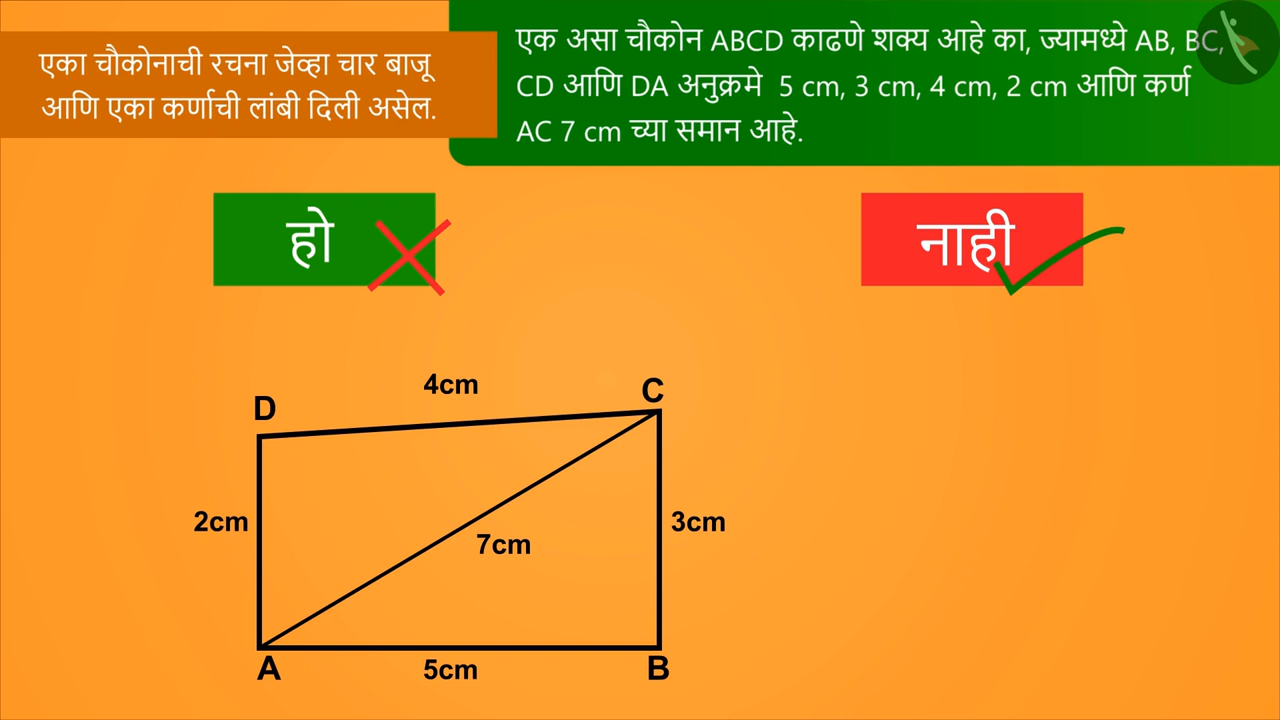 एका चौकोनाची रचना जेव्हा चार बाजू
आणि एका कर्णाची लांबी दिली असेल.
एक असा चौकोन ABCD काढणे शक्य आहे का, ज्यामध्ये AB, BC,
CD आणि DA अनुक्रमे 5 cm, 3 cm, 4 cm, 2 cm आणि कर्ण
AC 7 cm च्या समान आहे.
हो
नाही
4cm
D
C
2cm
3cm
7cm
A
5cm
B